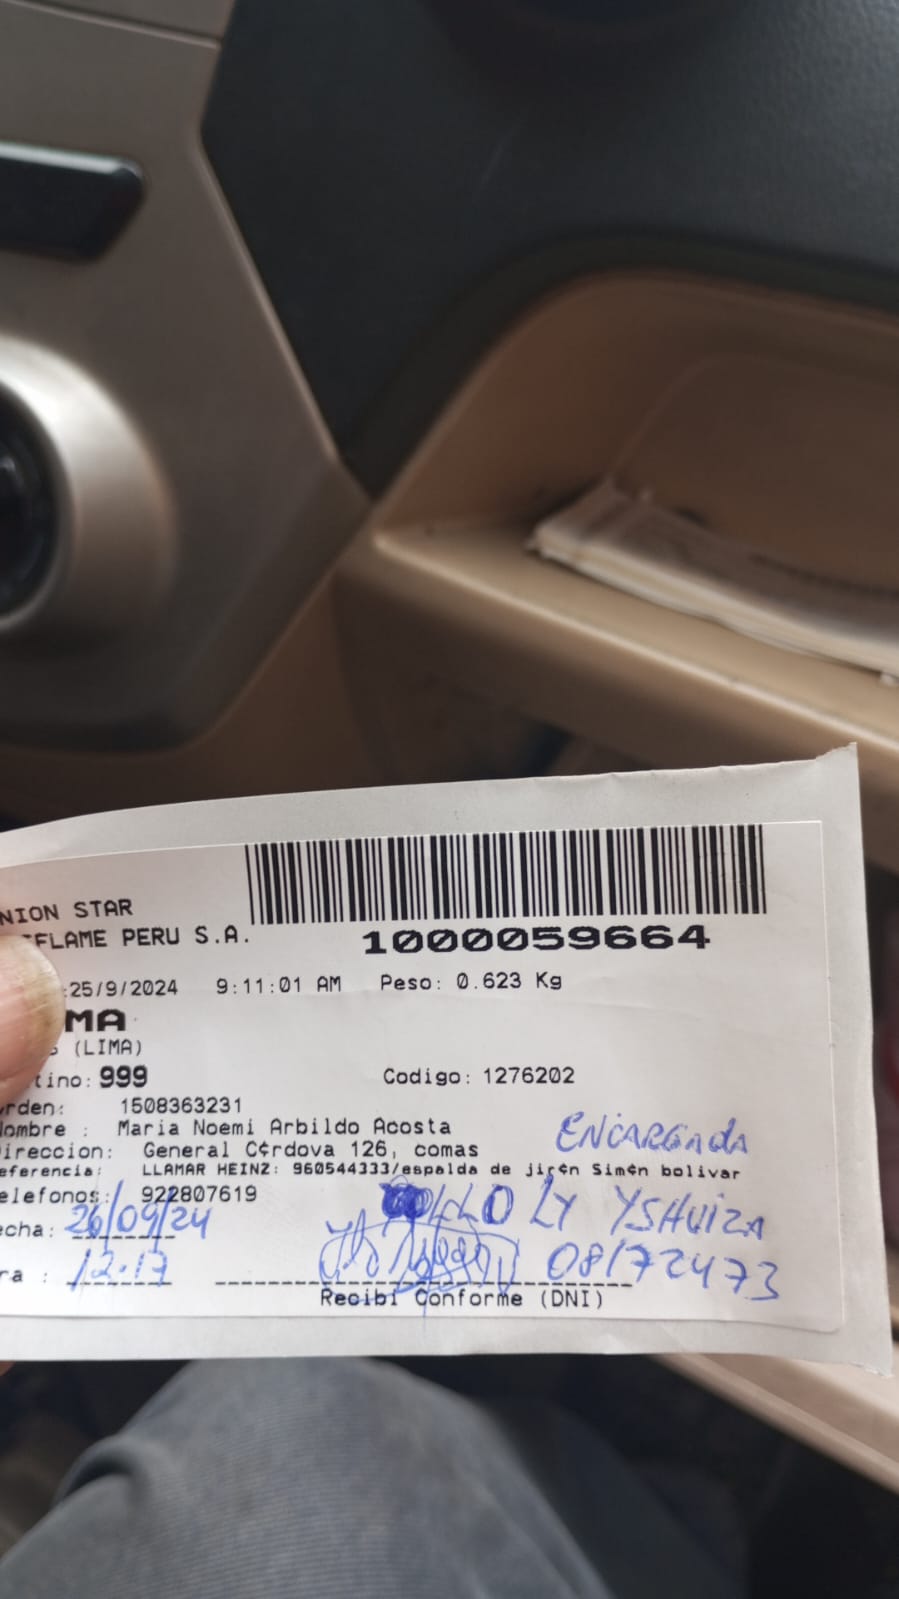 NION STAR
FLAME PERU S.A.
1000059664
:25/9/2024 9:11:01 AM Peso: 0.623 Kg
MA
(LIMA)
tino: 999 Codigo: 1276202
rden: 1508363231
ombre : Maria Noemi Arbildo Acosta
ENCARGADA
ireccion: General C¢rdova 126, comas
eferencia: LLAMAR HEINZ: 960544333/espalda de jir¢n Sim¢n bolivar
elefonos: 922807619
LY YSHUIZA
echa: 26/09/24
08172473
ra : 12:17
Recibi Conforme (DNI)